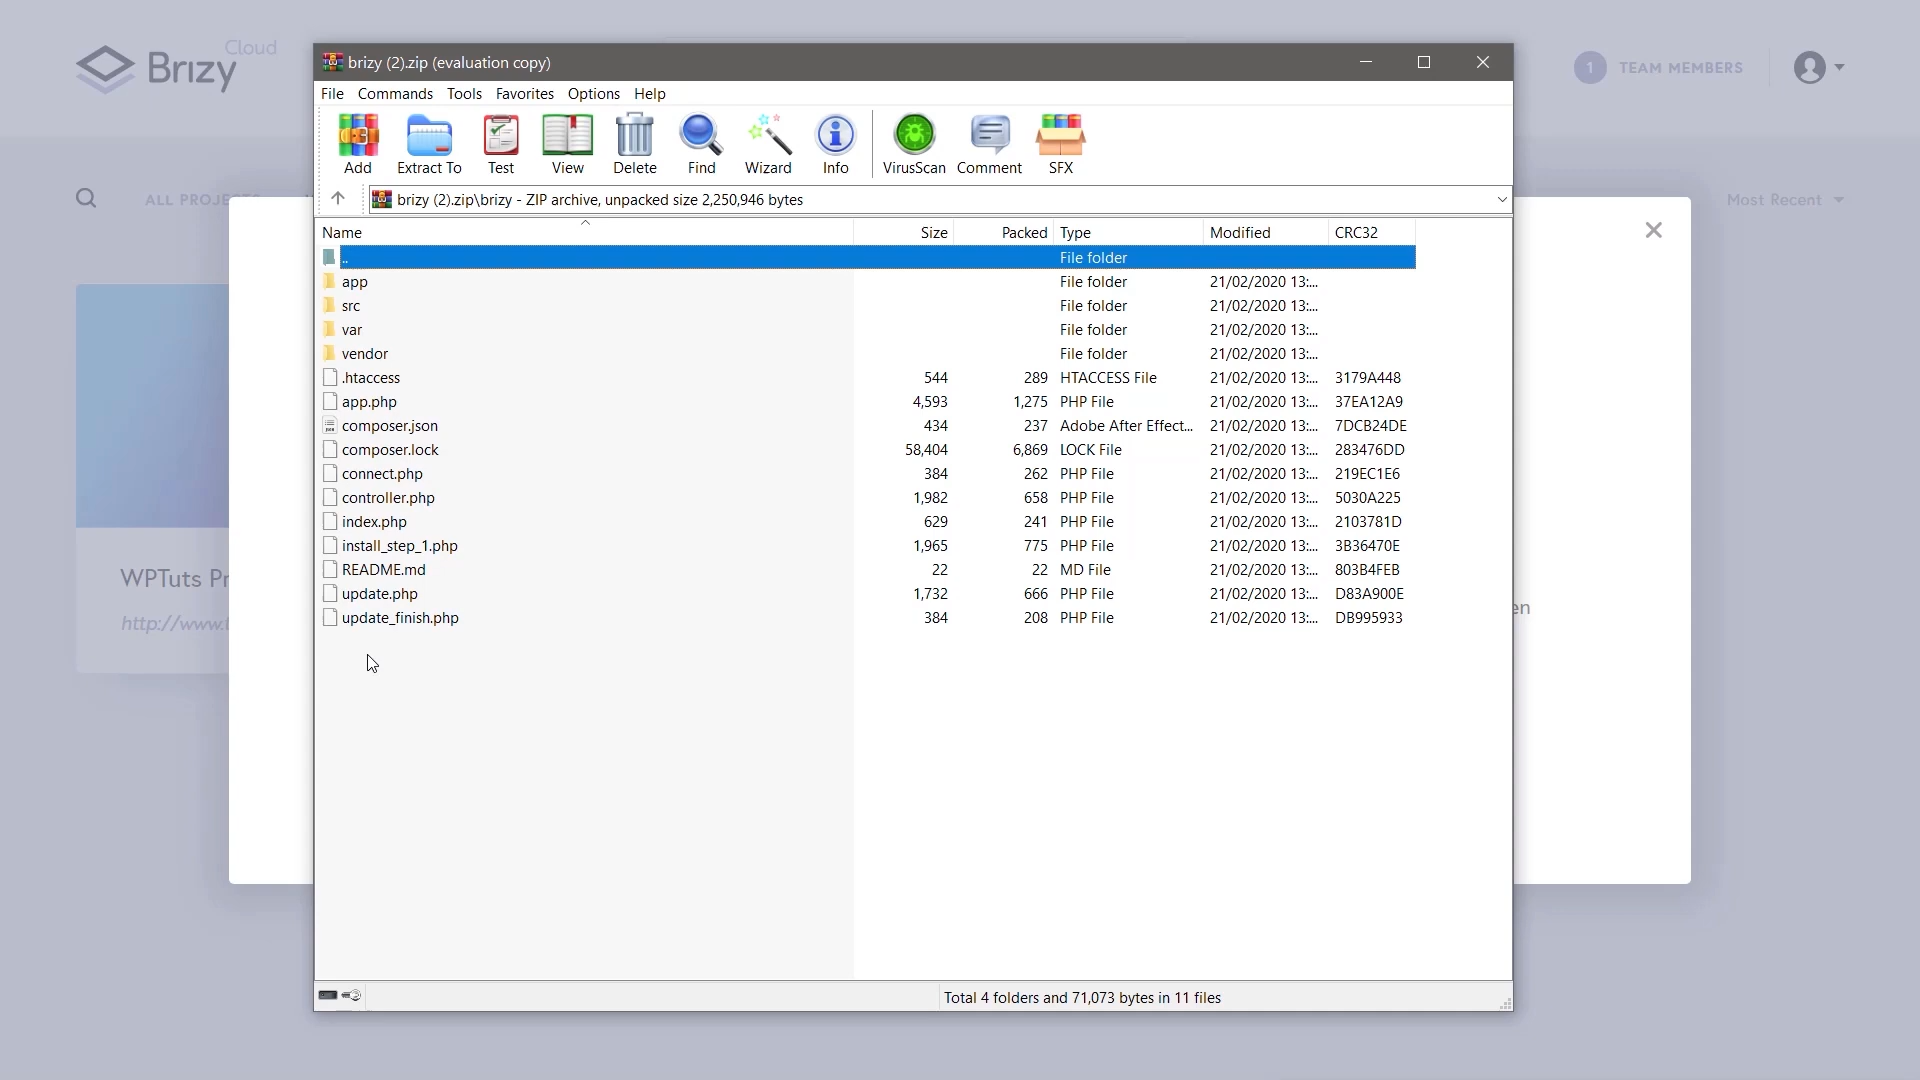 Brizy Cloud
1 TEAM MEMBERS
brizy (2).zip (evaluation copy)
File Commands Tools Favorites Options Help
Add Extract To Test View Delete Find Wizard Info VirusScan Comment SFX
ALL PROJECTS
Most Recent
brizy (2).zip\brizy - ZIP archive, unpacked size 2,250,946 bytes
Name Size Packed Type Modified CRC32
.. File folder
app File folder 21/02/2020 13:...
src File folder 21/02/2020 13:...
var File folder 21/02/2020 13:...
vendor File folder 21/02/2020 13:...
.htaccess 544 289 HTACCESS File 21/02/2020 13:... 3179A448
app.php 4,593 1,275 PHP File 21/02/2020 13:... 37EA12A9
composer.json 434 237 Adobe After Effect... 21/02/2020 13:... 7DCB24DE
composer.lock 58,404 6,869 LOCK File 21/02/2020 13:... 283476DD
connect.php 384 262 PHP File 21/02/2020 13:... 219EC1E6
controller.php 1,982 658 PHP File 21/02/2020 13:... 5030A225
index.php 629 241 PHP File 21/02/2020 13:... 2103781D
install_step_1.php 1,965 775 PHP File 21/02/2020 13:... 3B36470E
README.md 22 22 MD File 21/02/2020 13:... 803B4FEB
update.php 1,732 666 PHP File 21/02/2020 13:... D83A900E
update_finish.php 384 208 PHP File 21/02/2020 13:... DB995933
WPTuts Pr
http://www.
en
Total 4 folders and 71,073 bytes in 11 files